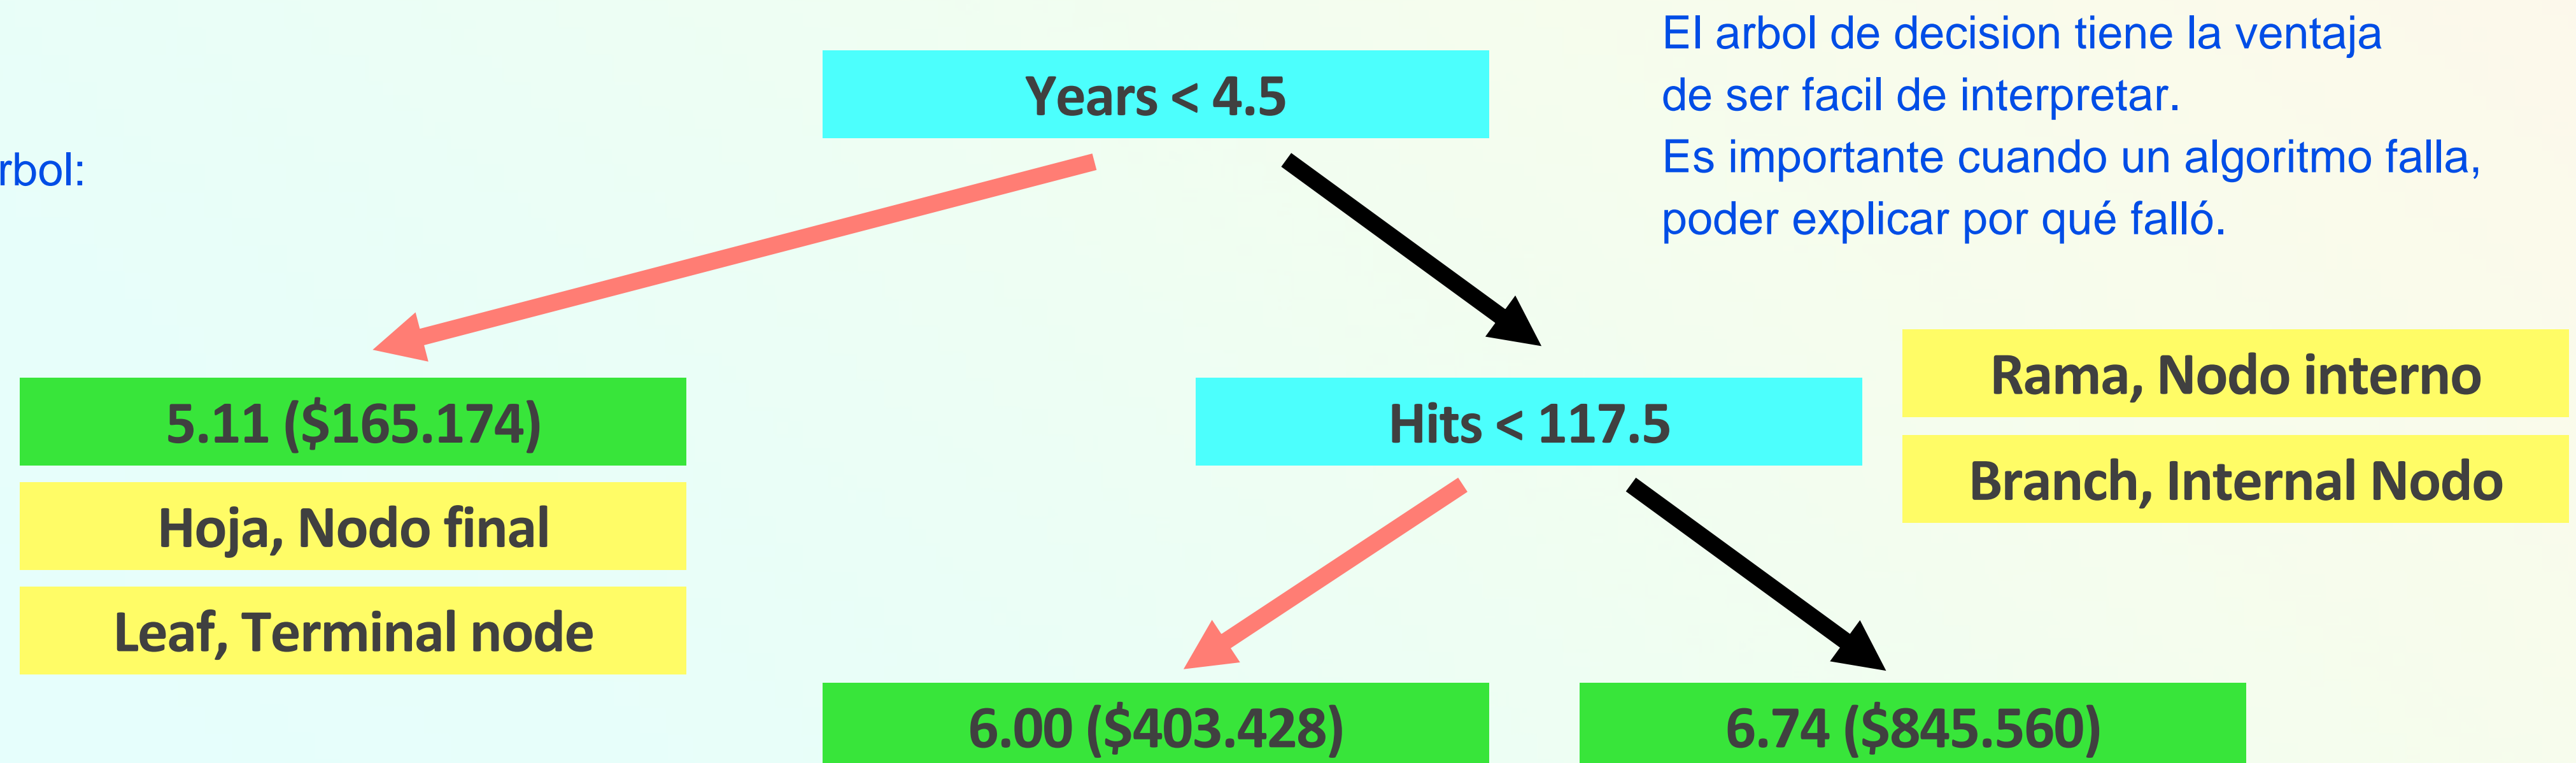 El arbol de decision tiene la ventaja
de ser facil de interpretar.
Es importante cuando un algoritmo falla,
poder explicar por qué falló.
rbol:
Years < 4.5
5.11 ($165.174)
Hoja, Nodo final
Leaf, Terminal node
Hits < 117.5
Rama, Nodo interno
Branch, Internal Nodo
6.00 ($403.428)
6.74 ($845.560)